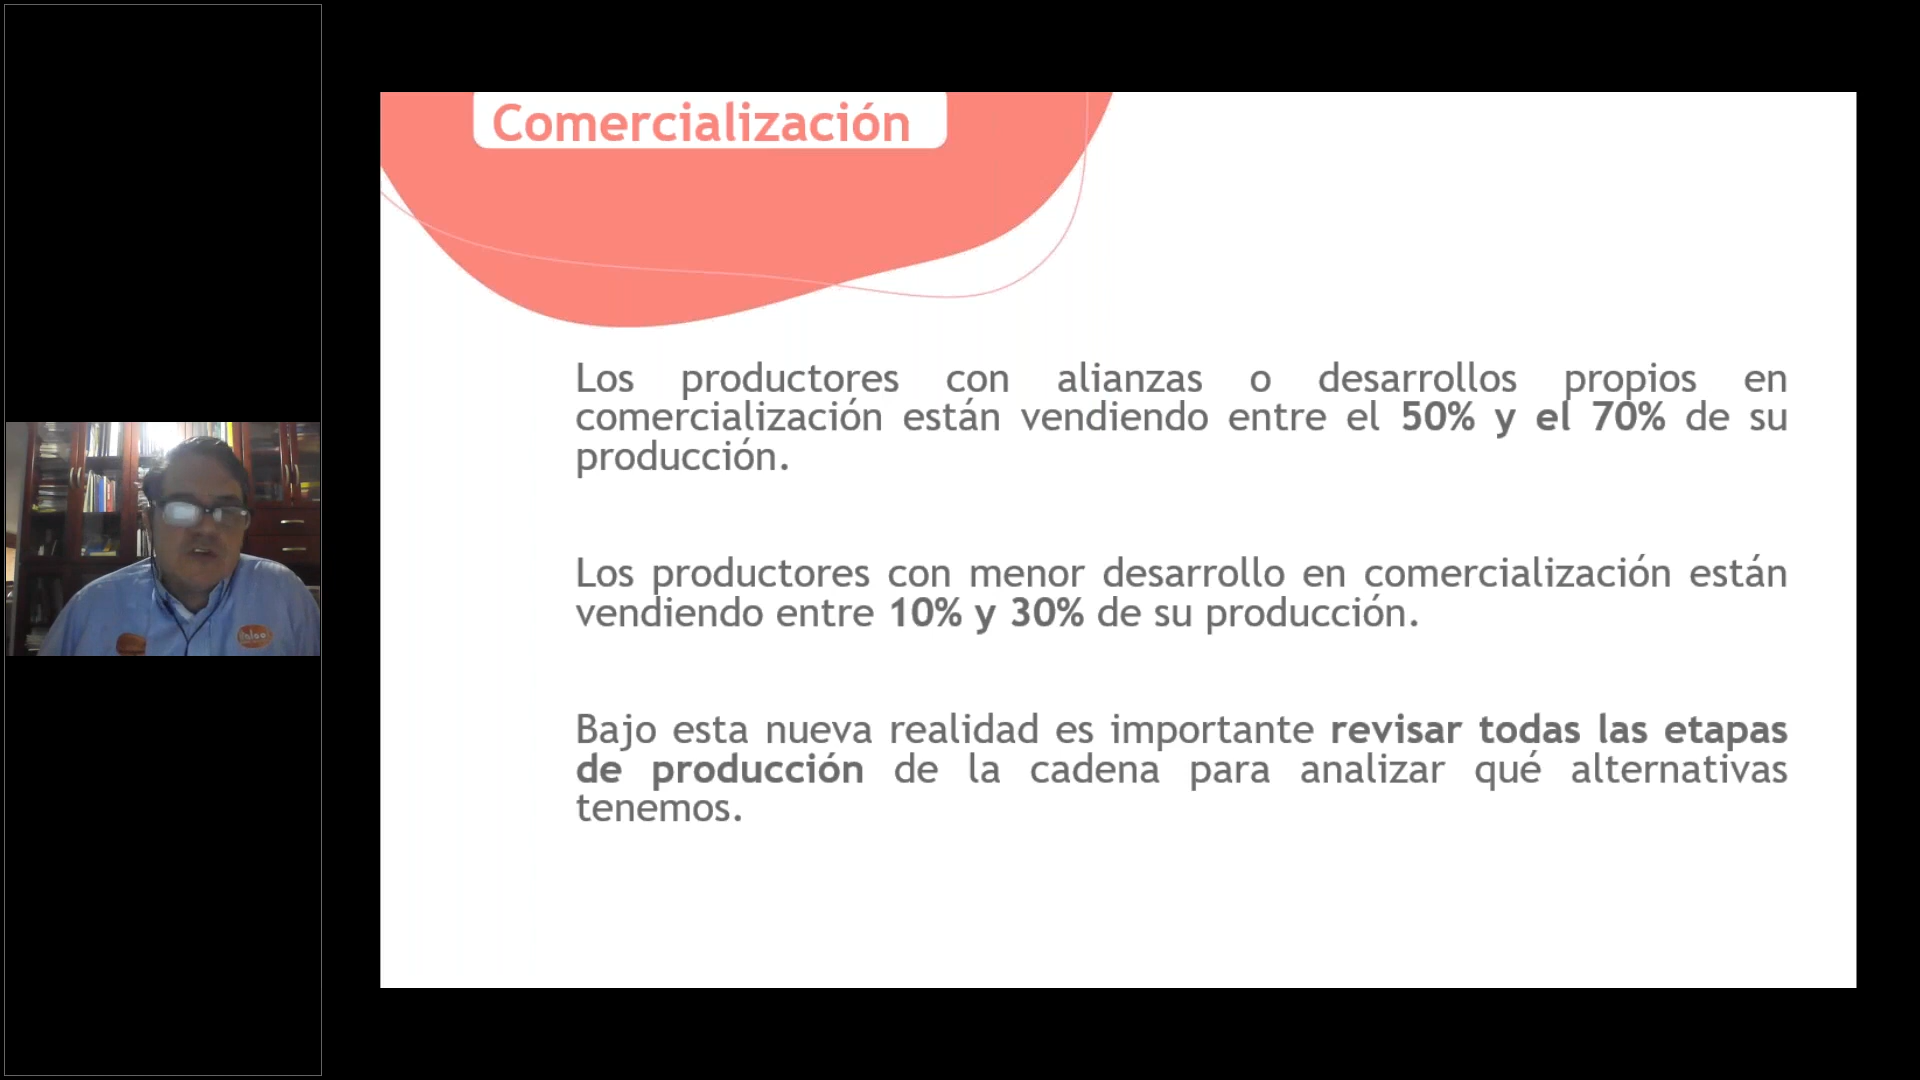 Comercialización
Los productores con alianzas o desarrollos propios en
comercialización están vendiendo entre el 50% y el 70% de su
producción.
Los productores con menor desarrollo en comercialización están
vendiendo entre 10% y 30% de su producción.
Bajo esta nueva realidad es importante revisar todas las etapas
de producción de la cadena para analizar qué alternativas
tenemos.